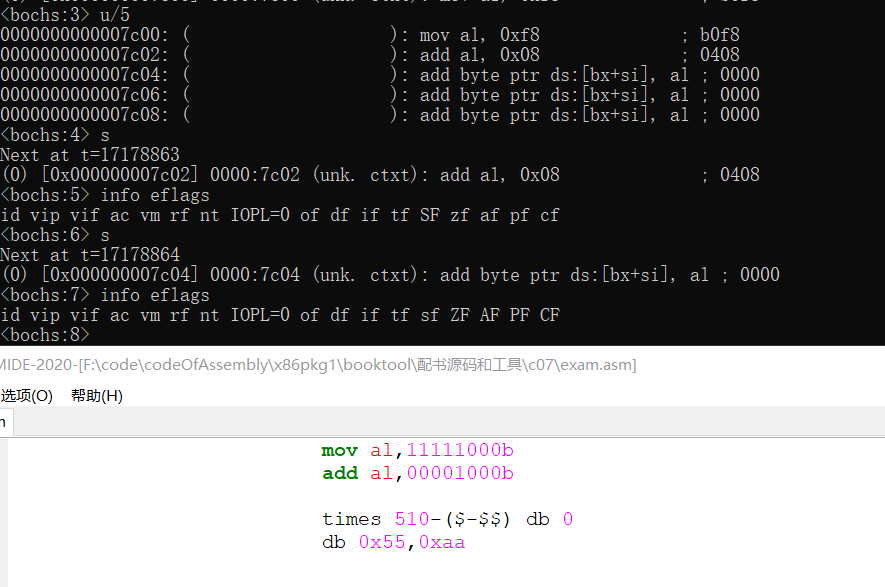 <bochs:3> u/5
0000000000007c00: (                    ): mov al, 0xf8              ; b0f8
0000000000007c02: (                    ): add al, 0x08              ; 0408
0000000000007c04: (                    ): add byte ptr ds:[bx+si], al ; 0000
0000000000007c06: (                    ): add byte ptr ds:[bx+si], al ; 0000
0000000000007c08: (                    ): add byte ptr ds:[bx+si], al ; 0000
<bochs:4> s
Next at t=17178863
(0) [0x000000007c02] 0000:7c02 (unk. ctxt): add al, 0x08              ; 0408
<bochs:5> info eflags
id vip vif ac vm rf nt IOPL=0 of df if tf SF zf af pf cf
<bochs:6> s
Next at t=17178864
(0) [0x000000007c04] 0000:7c04 (unk. ctxt): add byte ptr ds:[bx+si], al ; 0000
<bochs:7> info eflags
id vip vif ac vm rf nt IOPL=0 of df if tf sf ZF AF PF CF
<bochs:8>
MIDE-2020-[F:\code\codeOfAssembly\x86pkg1\booktool\配书源码和工具\c07\exam.asm]
选项(O) 帮助(H)
mov al,11111000b
add al,00001000b
times 510-($-$$) db 0
db 0x55,0xaa